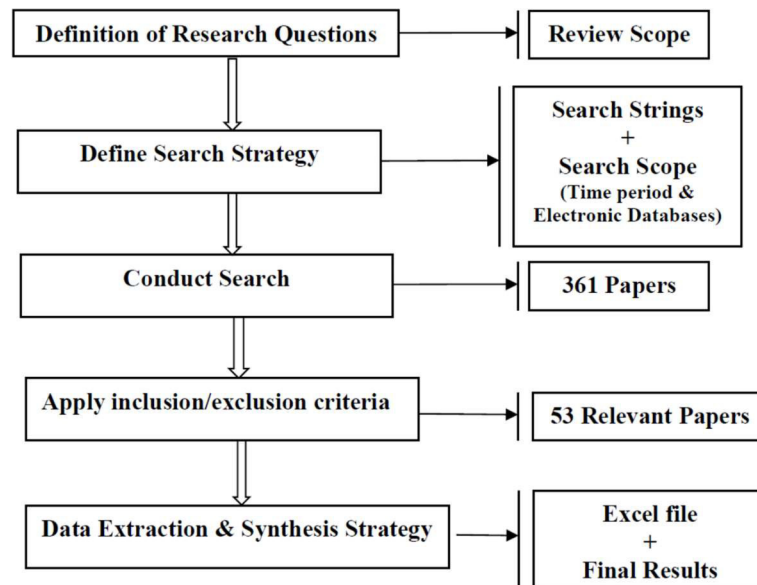 Definition of Research Questions
Review Scope
Define Search Strategy
Search Strings
+
Search Scope
(Time period &
Electronic Databases)
Conduct Search
361 Papers
Apply inclusion/exclusion criteria
53 Relevant Papers
Data Extraction & Synthesis Strategy
Excel file
+
Final Results